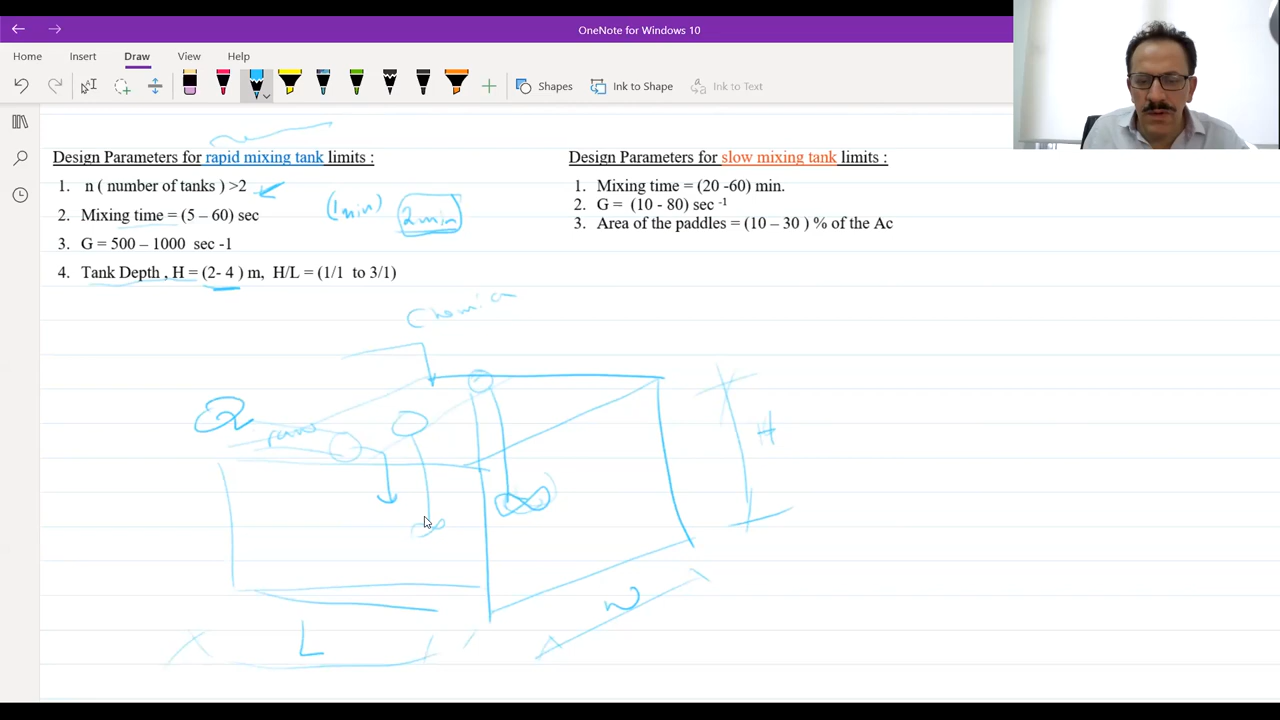 OneNote for Windows 10
Home Insert Draw View Help
Shapes Ink to Shape Ink to Text
Design Parameters for rapid mixing tank limits :
1. n ( number of tanks ) >2
2. Mixing time = (5 – 60) sec
(1min) 2 min
3. G = 500 – 1000 sec -1
4. Tank Depth , H = (2- 4 ) m, H/L = (1/1 to 3/1)
Design Parameters for slow mixing tank limits :
1. Mixing time = (20 -60) min.
2. G = (10 - 80) sec -1
3. Area of the paddles = (10 – 30 ) % of the Ac
Q
H
W
L